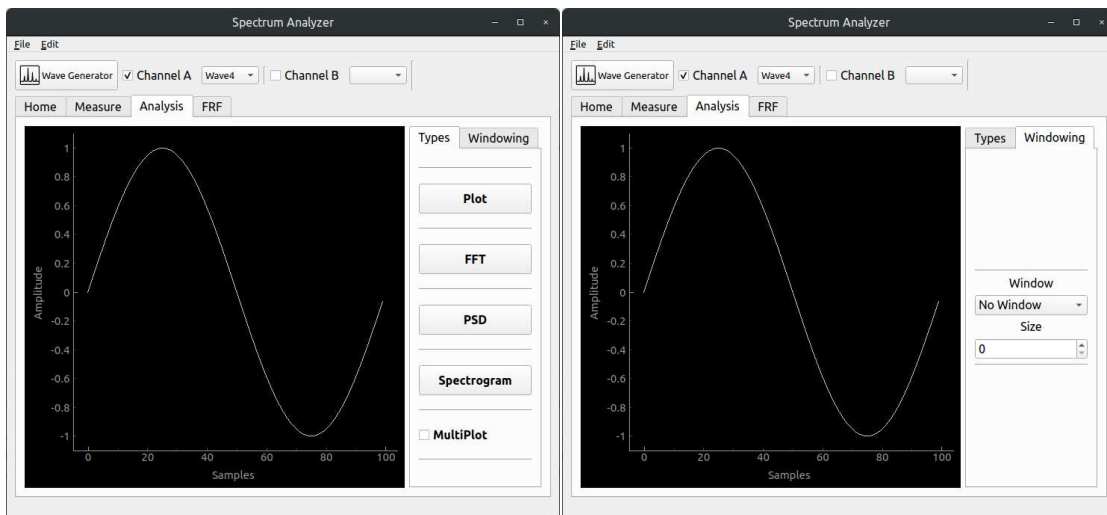 Spectrum Analyzer
File Edit
Wave Generator Channel A Wave4 Channel B
Home Measure Analysis FRF
Types Windowing
Plot
FFT
PSD
Spectrogram
MultiPlot
Amplitude
1
0.8
0.6
0.4
0.2
0
-0.2
-0.4
-0.6
-0.8
-1
0 20 40 60 80 100
Samples
Spectrum Analyzer
File Edit
Wave Generator Channel A Wave4 Channel B
Home Measure Analysis FRF
Types Windowing
Window
No Window
Size
0
Amplitude
1
0.8
0.6
0.4
0.2
0
-0.2
-0.4
-0.6
-0.8
-1
0 20 40 60 80 100
Samples